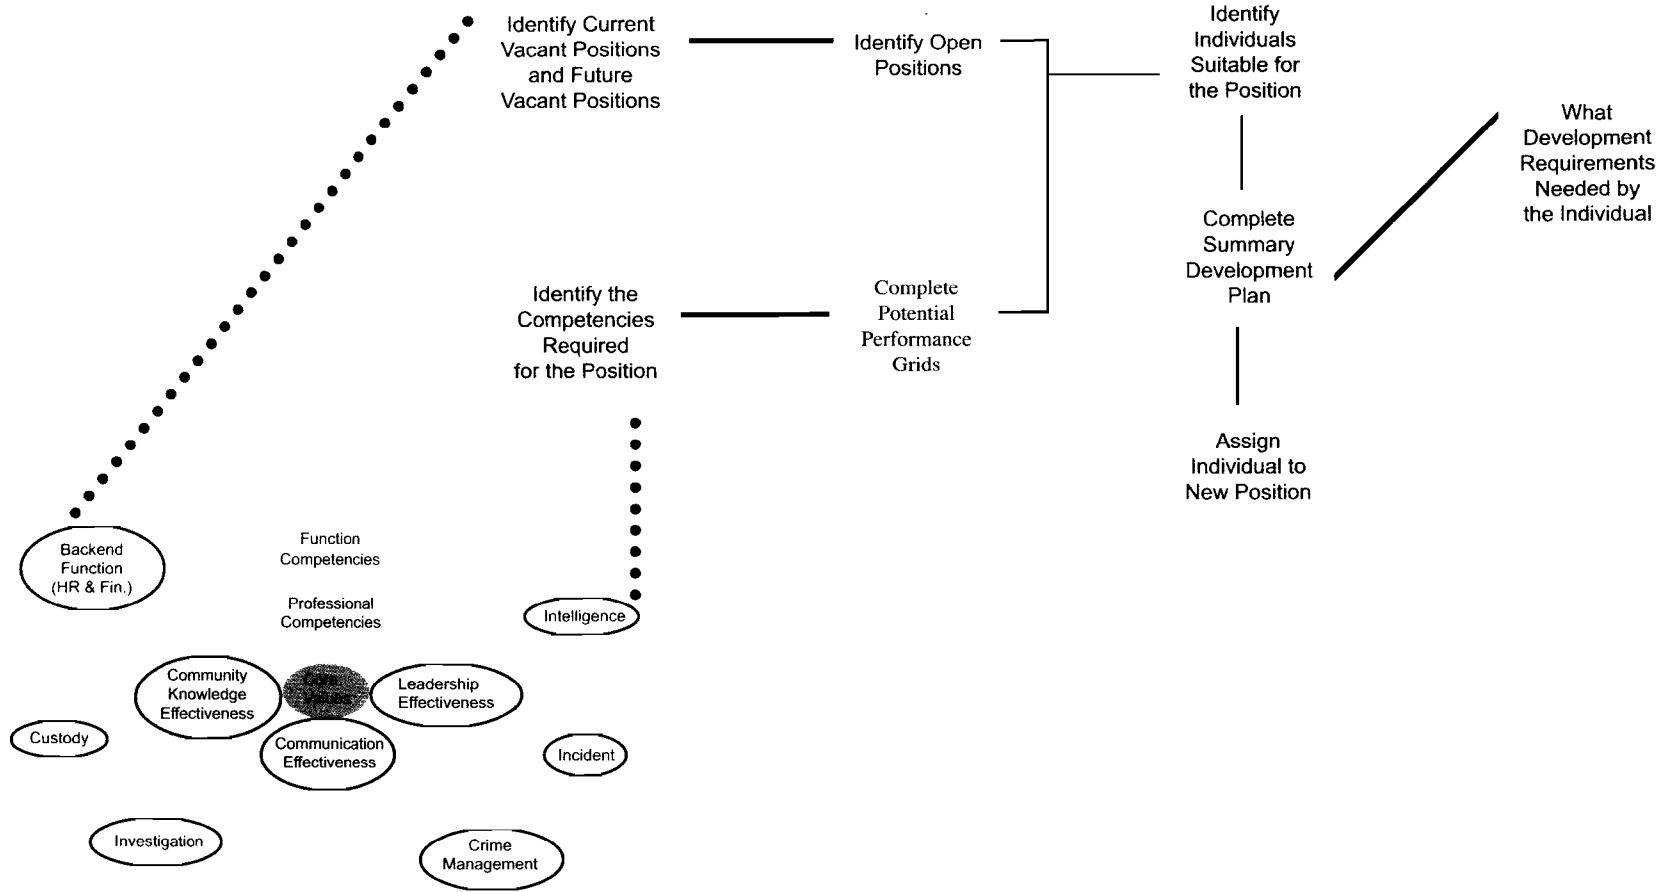 Identify Current
Vacant Positions
and Future
Vacant Positions
Identify Open
Positions
Identify
Individuals
Suitable for
the Position
What
Development
Requirements
Needed by
the Individual
Complete
Summary
Development
Plan
Identify the
Competencies
Required
for the Position
Complete
Potential
Performance
Grids
Assign
Individual to
New Position
Backend
Function
(HR & Fin.)
Function
Competencies
Professional
Competencies
Intelligence
Community
Knowledge
Effectiveness
Core
Values
Leadership
Effectiveness
Custody
Communication
Effectiveness
Incident
Investigation
Crime
Management